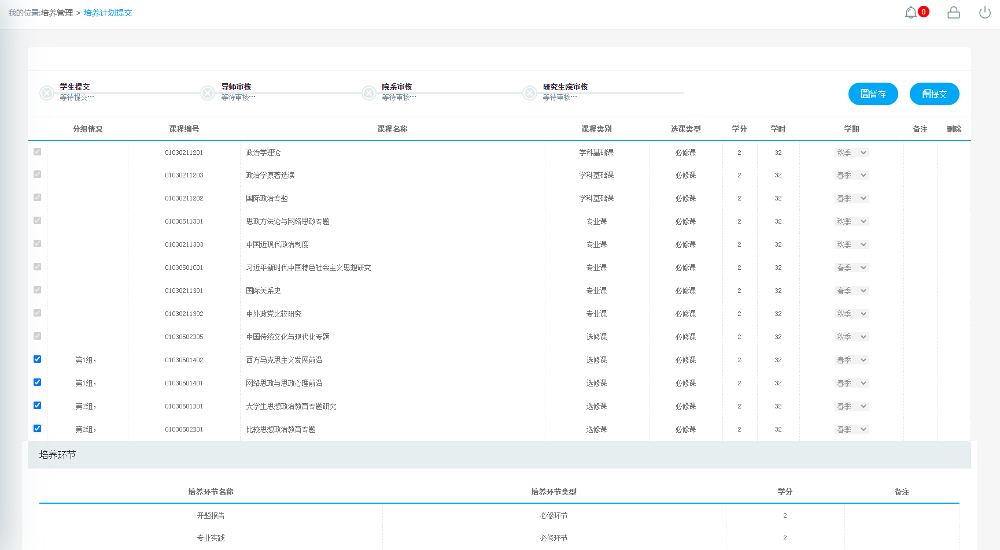 我的位置:培养管理 > 培养计划提交
0
学生提交 导师审核 院系审核 研究生院审核
等待提交… 等待审核… 等待审核… 等待审核…
暂存 提交
分组情况 课程编号 课程名称 课程类别 选课类型 学分 学时 学期 备注 删除
01030211201 政治学理论 学科基础课 必修课 2 32 秋季
01030211203 政治学原著选读 学科基础课 必修课 2 32 春季
01030211202 国际政治专题 学科基础课 必修课 2 32 春季
01030511301 思政方法论与网络思政专题 专业课 必修课 2 32 秋季
01030211303 中国近现代政治制度 专业课 必修课 2 32 秋季
01030501C01 习近平新时代中国特色社会主义思想研究 专业课 必修课 2 32 春季
01030211301 国际关系史 专业课 必修课 2 32 春季
01030211302 中外政党比较研究 专业课 必修课 2 32 秋季
01030502D05 中国传统文化与现代化专题 选修课 必修课 2 32 秋季
第1组, 01030501402 西方马克思主义发展前沿 选修课 必修课 2 32 春季
第1组, 01030501401 网络思政与思政心理前沿 选修课 必修课 2 32 春季
第2组, 01030501D01 大学生思想政治教育专题研究 选修课 必修课 2 32 春季
第2组, 01030502D01 比较思想政治教育专题 选修课 必修课 2 32 春季
培养环节
培养环节名称 培养环节类型 学分 备注
开题报告 必修环节 2
专业实践 必修环节 2